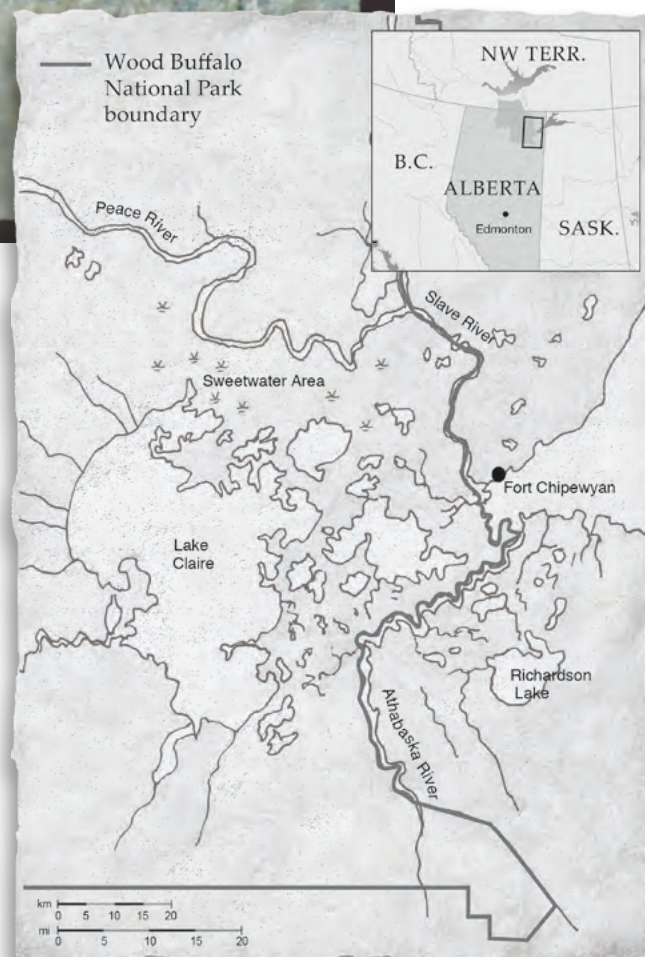 Wood Buffalo
National Park
boundary
NW TERR.
B.C.
ALBERTA
Edmonton
SASK.
Peace River
Slave River
Sweetwater Area
Fort Chipewyan
Lake
Claire
Richardson
Lake
Athabaska River
km
0 5 10 15 20
mi
0 5 10 15 20